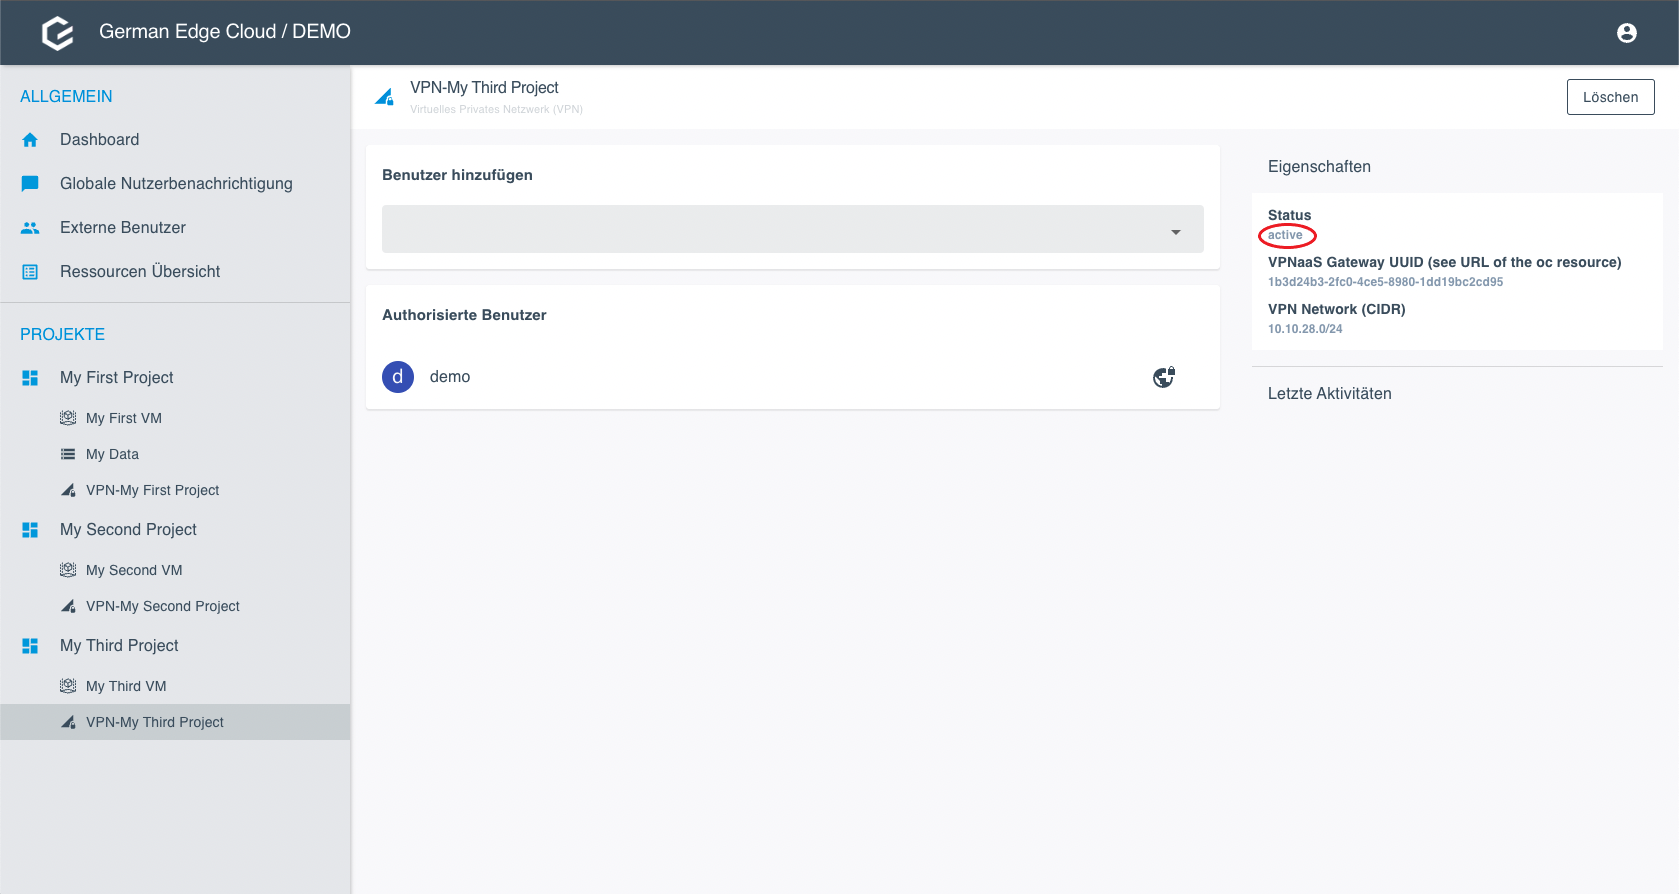 German Edge Cloud / DEMO
ALLGEMEIN
Dashboard
Globale Nutzerbenachrichtigung
Externe Benutzer
Ressourcen Übersicht
PROJEKTE
My First Project
My First VM
My Data
VPN-My First Project
My Second Project
My Second VM
VPN-My Second Project
My Third Project
My Third VM
VPN-My Third Project
VPN-My Third Project
Virtuelles Privates Netzwerk (VPN)
Löschen
Benutzer hinzufügen
Authorisierte Benutzer
d
demo
Eigenschaften
Status
active
VPNaaS Gateway UUID (see URL of the oc resource)
1b3d24b3-2fc0-4ce5-8980-1dd19bc2cd95
VPN Network (CIDR)
10.10.28.0/24
Letzte Aktivitäten